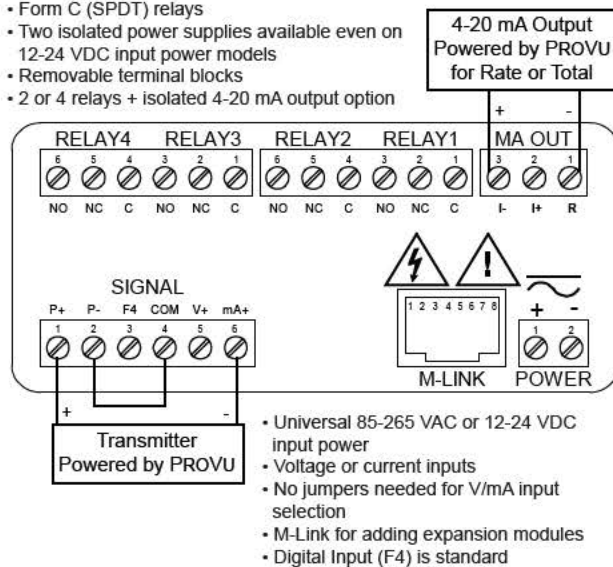 • Form C (SPDT) relays
• Two isolated power supplies available even on
12-24 VDC input power models
• Removable terminal blocks
• 2 or 4 relays + isolated 4-20 mA output option
4-20 mA Output
Powered by PROVU
for Rate or Total
+ -
RELAY4 RELAY3 RELAY2 RELAY1 MA OUT
6 5 4 3 2 1 6 5 4 3 2 1 3 2 1
NO NC C NO NC C NO NC C NO NC C I- I+ R
SIGNAL
P+ P- F4 COM V+ mA+
1 2 3 4 5 6
1 2 3 4 5 6 7 8
+ -
1 2
M-LINK POWER
+ -
Transmitter
Powered by PROVU
• Universal 85-265 VAC or 12-24 VDC
input power
• Voltage or current inputs
• No jumpers needed for V/mA input
selection
• M-Link for adding expansion modules
• Digital Input (F4) is standard